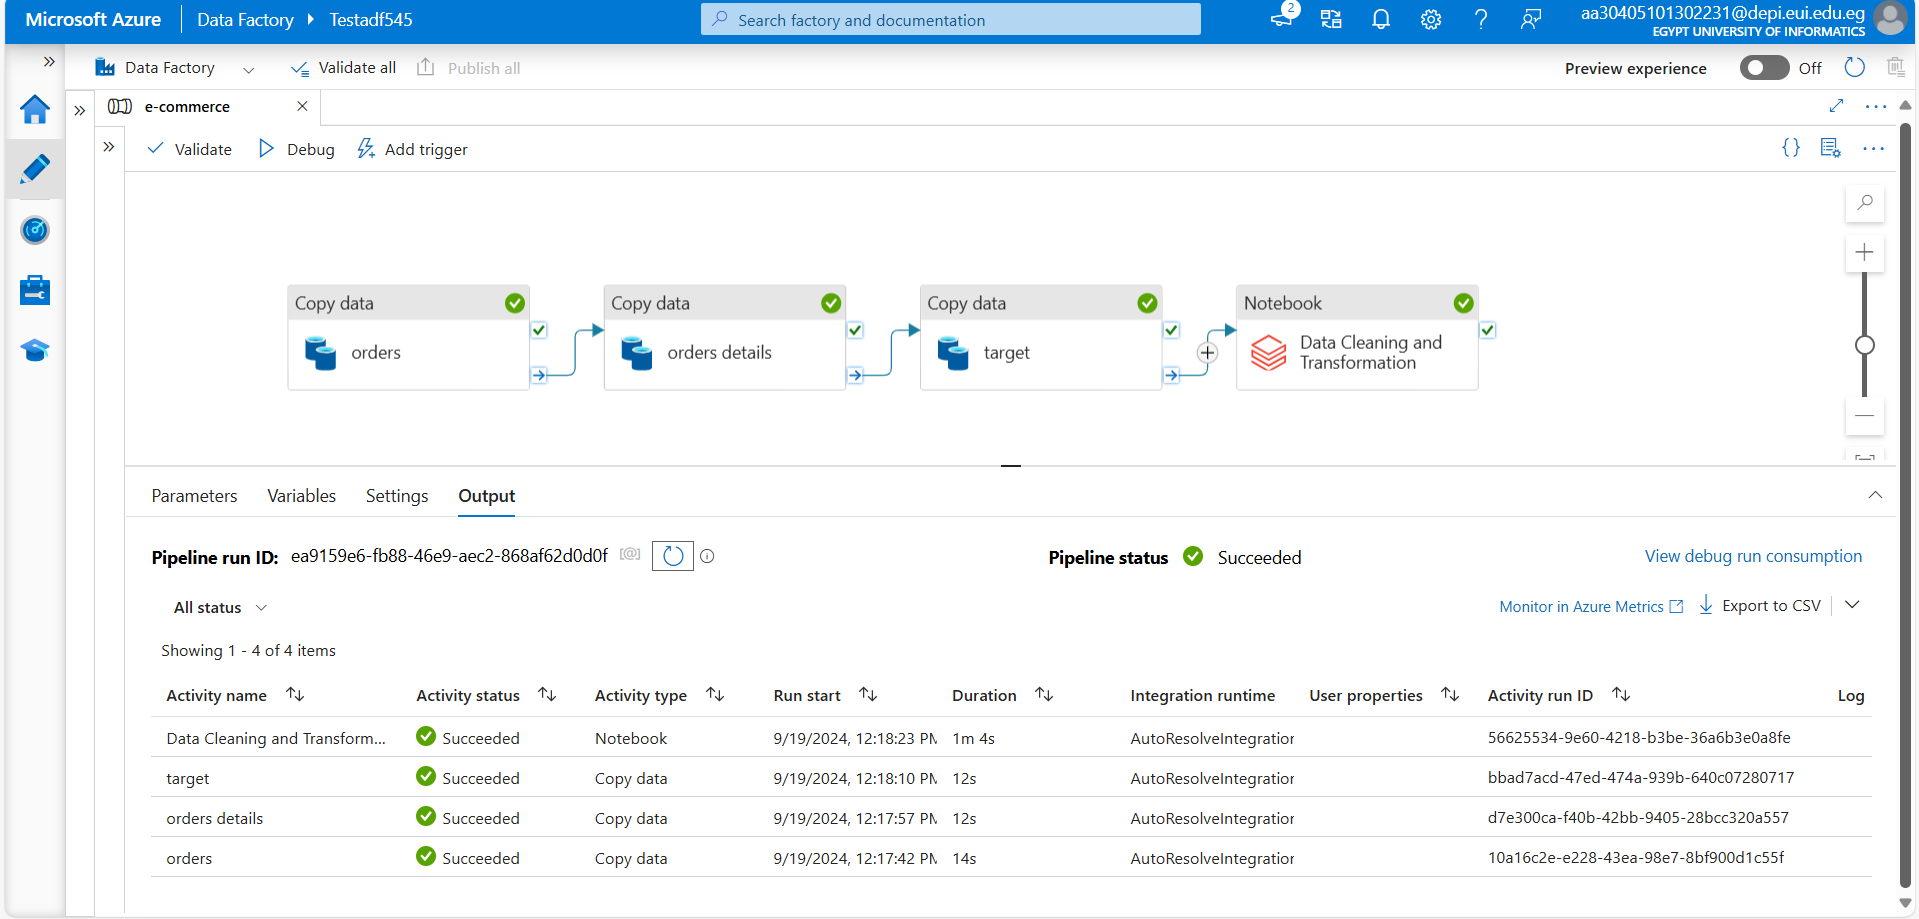 Microsoft Azure
Data Factory
Testadf545
Search factory and documentation
2
aa30405101302231@depi.eui.edu.eg
EGYPT UNIVERSITY OF INFORMATICS
Data Factory
Validate all
Publish all
Preview experience
Off
e-commerce
Validate
Debug
Add trigger
Copy data
orders
Copy data
orders details
Copy data
target
Notebook
Data Cleaning and
Transformation
Parameters
Variables
Settings
Output
Pipeline run ID: ea9159e6-fb88-46e9-aec2-868af62d0d0f
Pipeline status
Succeeded
View debug run consumption
All status
Monitor in Azure Metrics
Export to CSV
Showing 1 - 4 of 4 items
Activity name Activity status Activity type Run start Duration Integration runtime User properties Activity run ID Log
Data Cleaning and Transform... Succeeded Notebook 9/19/2024, 12:18:23 PM 1m 4s AutoResolveIntegration 56625534-9e60-4218-b3be-36a6b3e0a8fe
target Succeeded Copy data 9/19/2024, 12:18:10 PM 12s AutoResolveIntegration bbad7acd-47ed-474a-939b-640c07280717
orders details Succeeded Copy data 9/19/2024, 12:17:57 PM 12s AutoResolveIntegration d7e300ca-f40b-42bb-9405-28bcc320a557
orders Succeeded Copy data 9/19/2024, 12:17:42 PM 14s AutoResolveIntegration 10a16c2e-e228-43ea-98e7-8bf900d1c55f